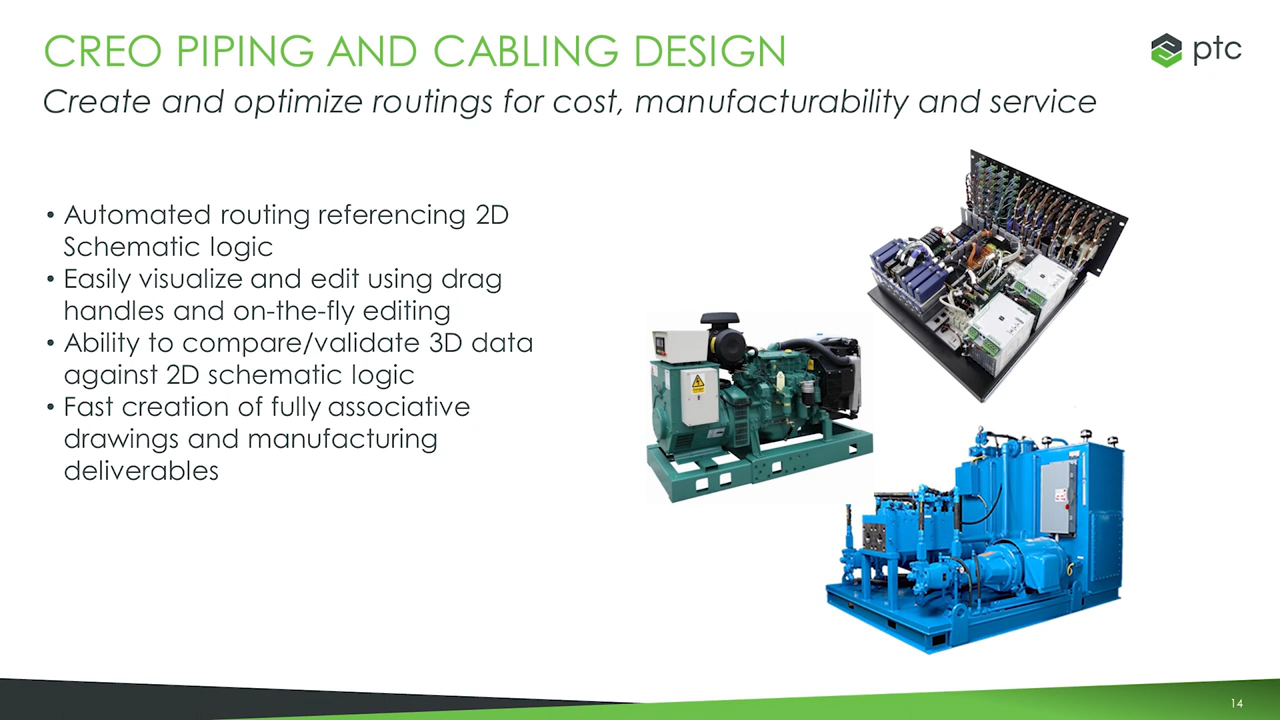 CREO PIPING AND CABLING DESIGN
ptc
Create and optimize routings for cost, manufacturability and service
• Automated routing referencing 2D
Schematic logic
• Easily visualize and edit using drag
handles and on-the-fly editing
• Ability to compare/validate 3D data
against 2D schematic logic
• Fast creation of fully associative
drawings and manufacturing
deliverables
14